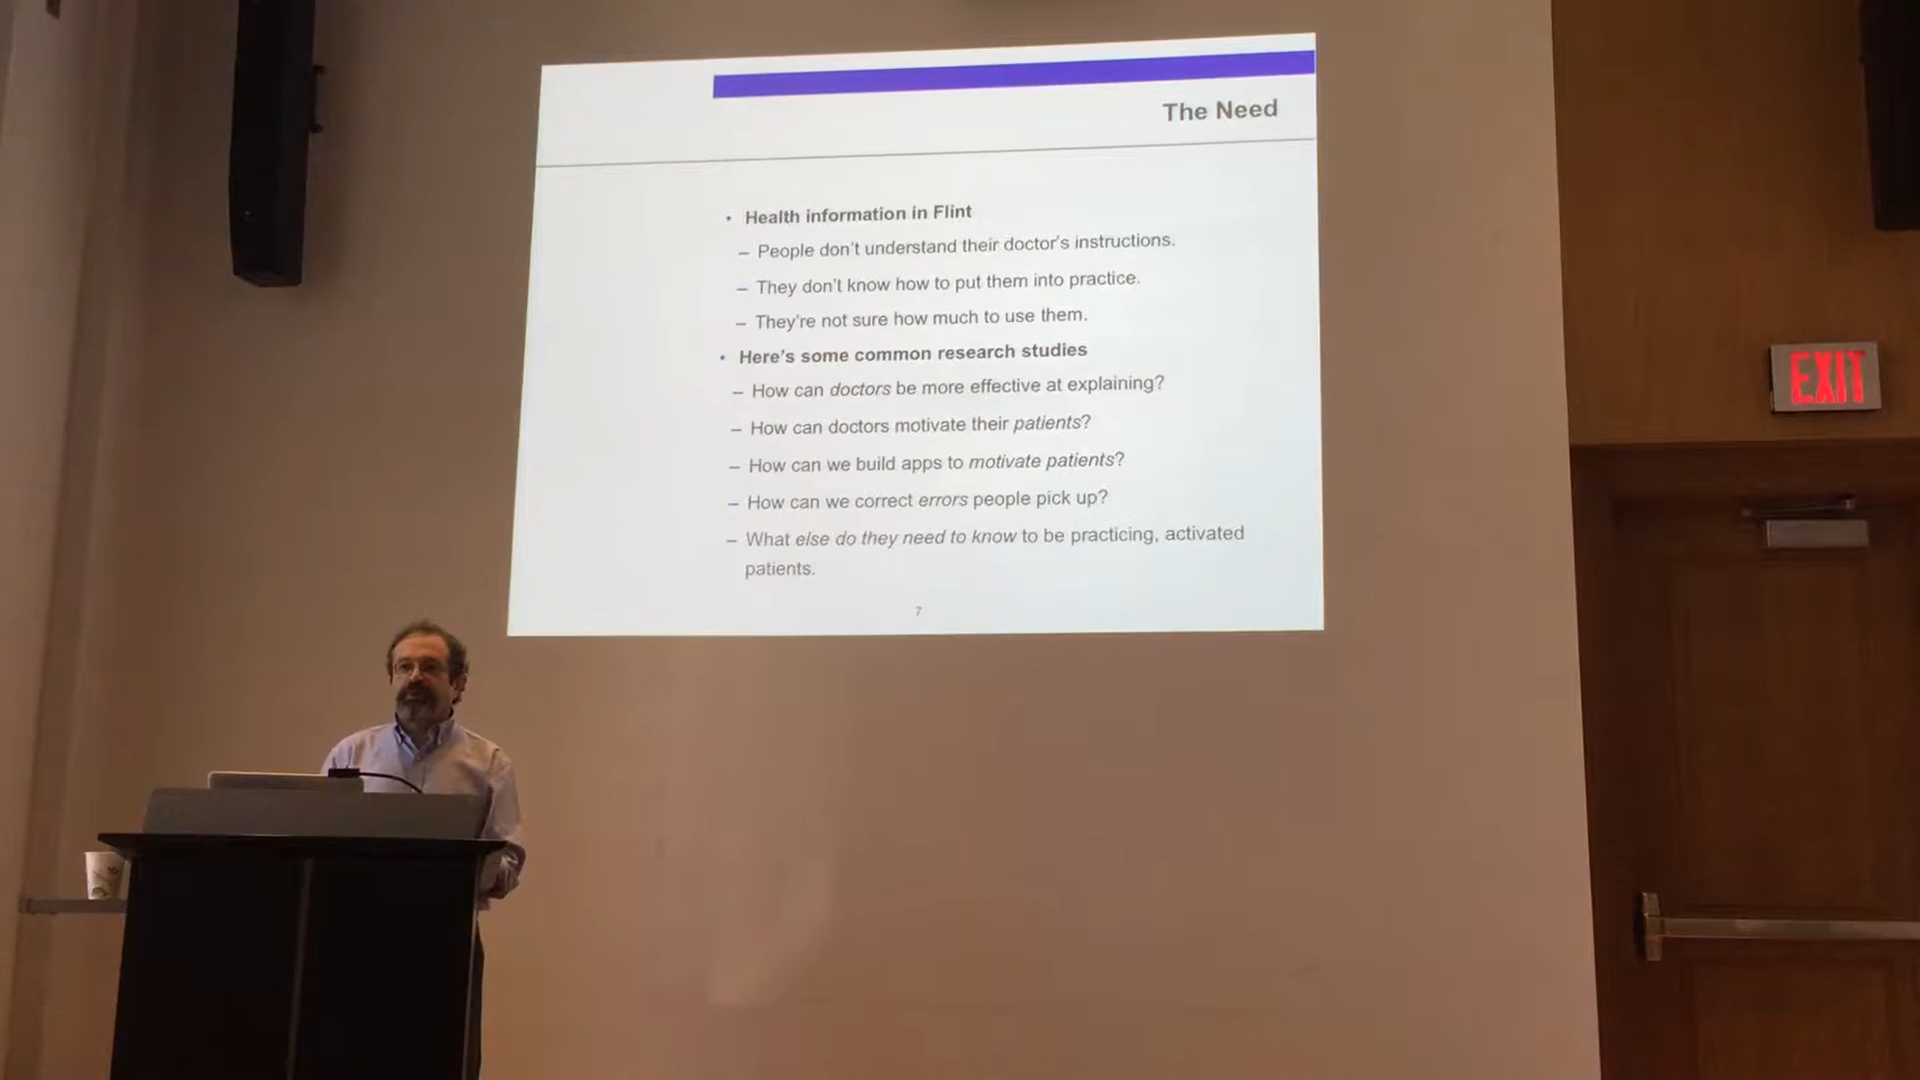 The Need
• Health information in Flint
– People don't understand their doctor's instructions.
– They don't know how to put them into practice.
– They're not sure how much to use them.
• Here's some common research studies
– How can doctors be more effective at explaining?
– How can doctors motivate their patients?
– How can we build apps to motivate patients?
– How can we correct errors people pick up?
– What else do they need to know to be practicing, activated
patients.
7
EXIT